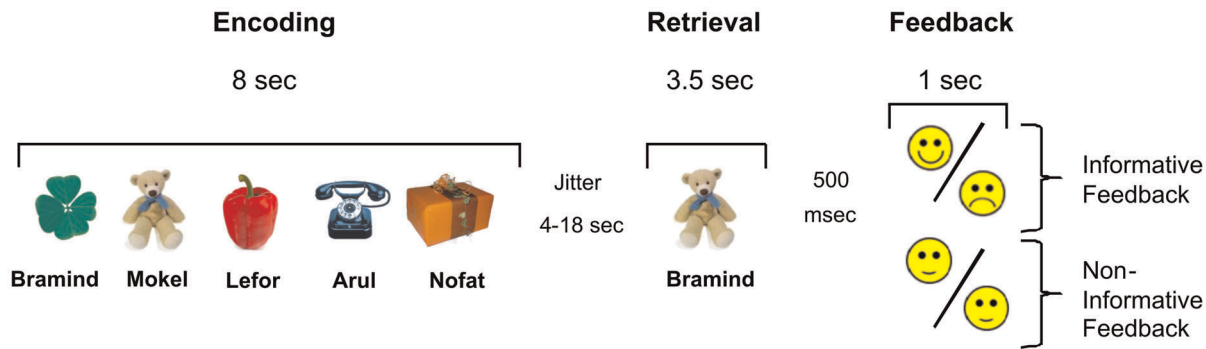 Encoding
Retrieval
Feedback
8 sec
3.5 sec
1 sec
Jitter
4-18 sec
500
msec
Informative
Feedback
Bramind
Mokel
Lefor
Arul
Nofat
Bramind
Non-
Informative
Feedback